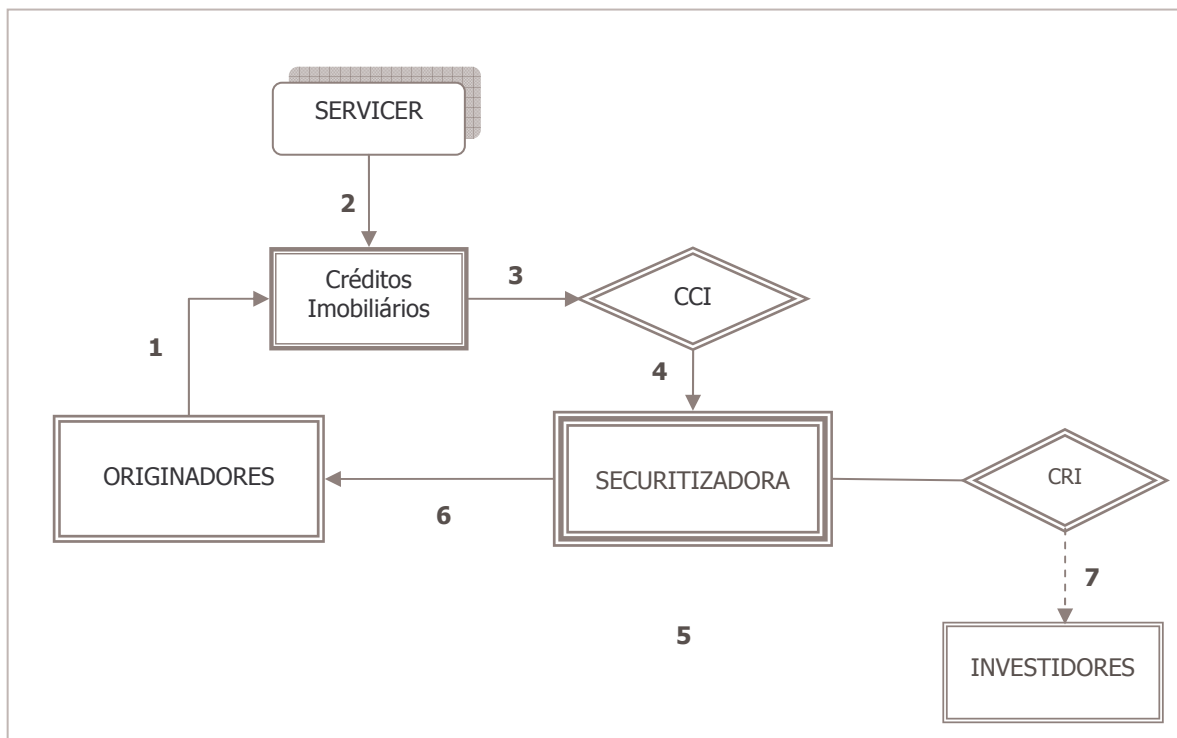 SERVICER
2
Créditos
Imobiliários
3
CCI
1
4
ORIGINADORES
SECURITIZADORA
CRI
6
7
5
INVESTIDORES